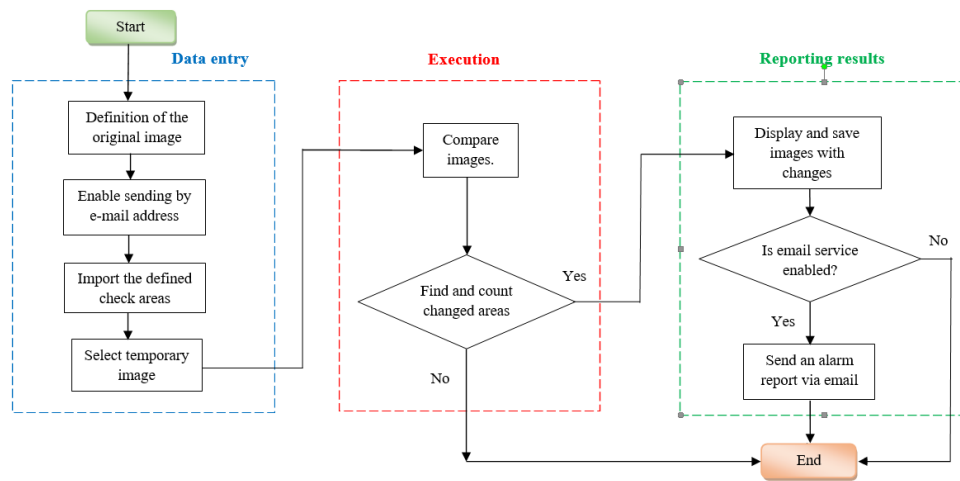 Start
Data entry
Definition of the
original image
Enable sending by
e-mail address
Import the defined
check areas
Select temporary
image
Execution
Compare
images.
Find and count
changed areas
Yes
No
Reporting results
Display and save
images with
changes
Is email service
enabled?
No
Yes
Send an alarm
report via email
End